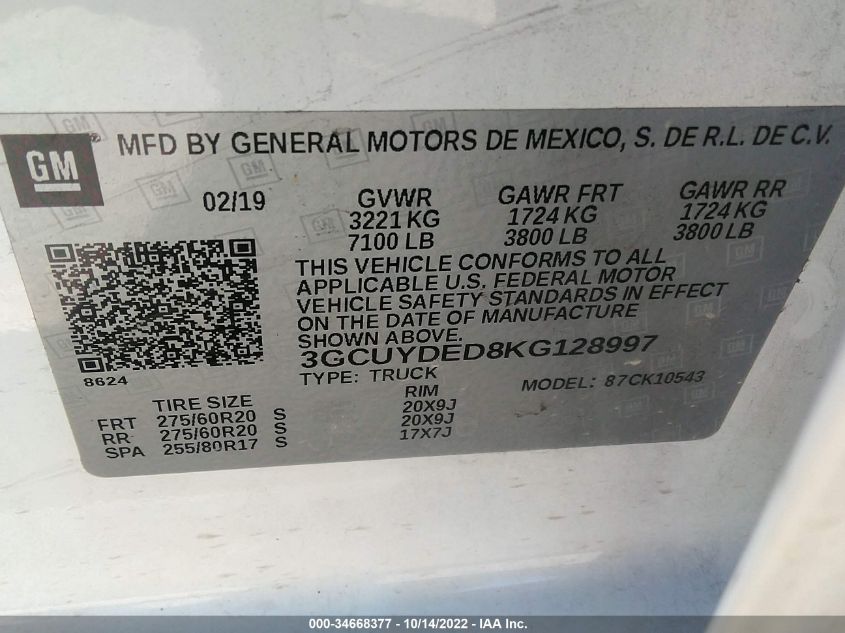 GM
MFD BY GENERAL MOTORS DE MEXICO, S. DE R.L. DE C.V.
02/19 GVWR GAWR FRT GAWR RR
3221 KG 1724 KG 1724 KG
7100 LB 3800 LB 3800 LB
THIS VEHICLE CONFORMS TO ALL
APPLICABLE U.S. FEDERAL MOTOR
VEHICLE SAFETY STANDARDS IN EFFECT
ON THE DATE OF MANUFACTURE
SHOWN ABOVE.
3GCUYDED8KG128997
8624
TYPE: TRUCK MODEL: 87CK10543
TIRE SIZE RIM
FRT 275/60R20 S 20X9J
RR 275/60R20 S 20X9J
SPA 255/80R17 S 17X7J
000-34668377 - 10/14/2022 - IAA Inc.